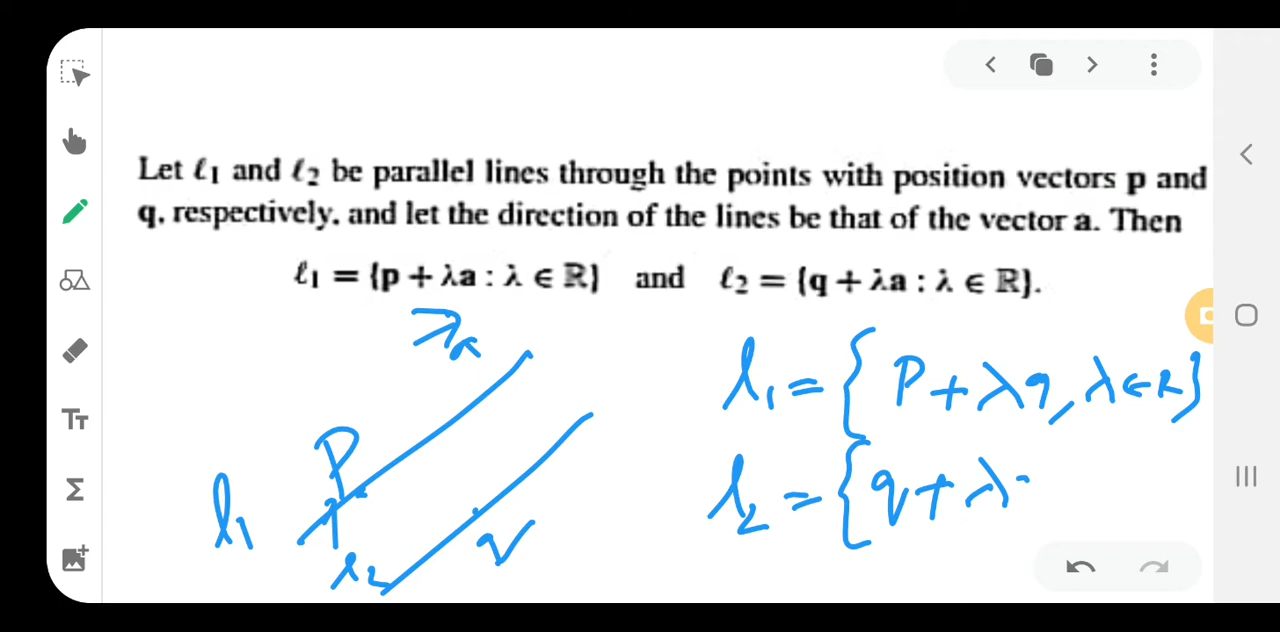 Let ℓ1 and ℓ2 be parallel lines through the points with position vectors p and
q, respectively, and let the direction of the lines be that of the vector a. Then
ℓ1 = {p + λa : λ ∈ ℝ} and ℓ2 = {q + λa : λ ∈ ℝ}.
l1 = { P + λa, λ ∈ R}
P
l1
l2 = { q + λ
l2
q
Tт
Σ